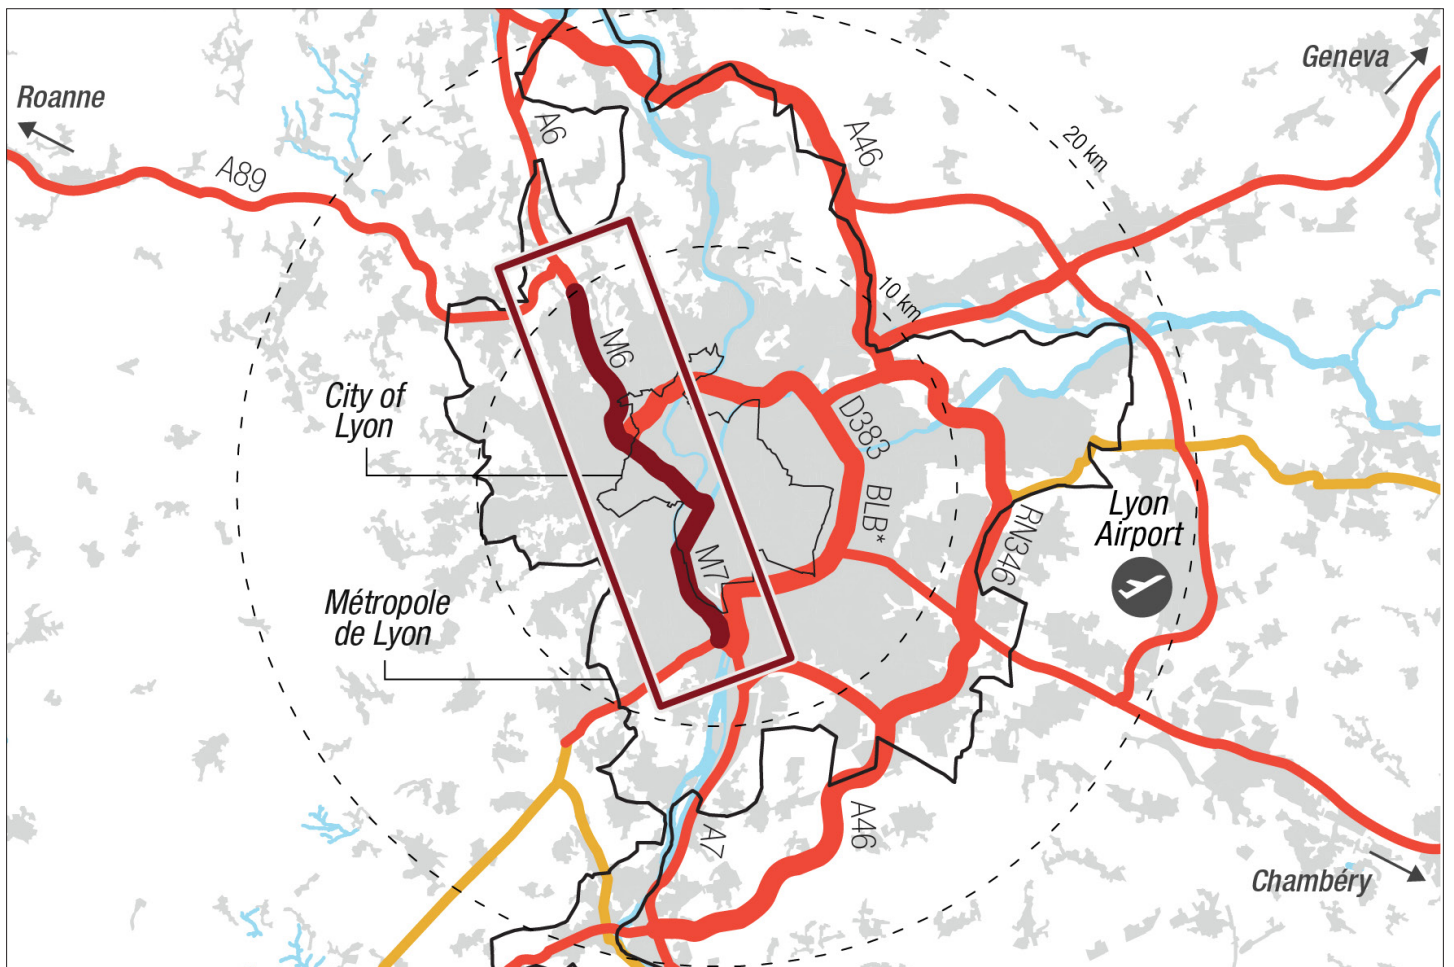 Geneva
Roanne
A6
A46
20 km
A89
10 km
M6
City of
Lyon
D383
BLB*
Lyon
Airport
RN346
M7
Métropole
de Lyon
A7
A46
Chambéry